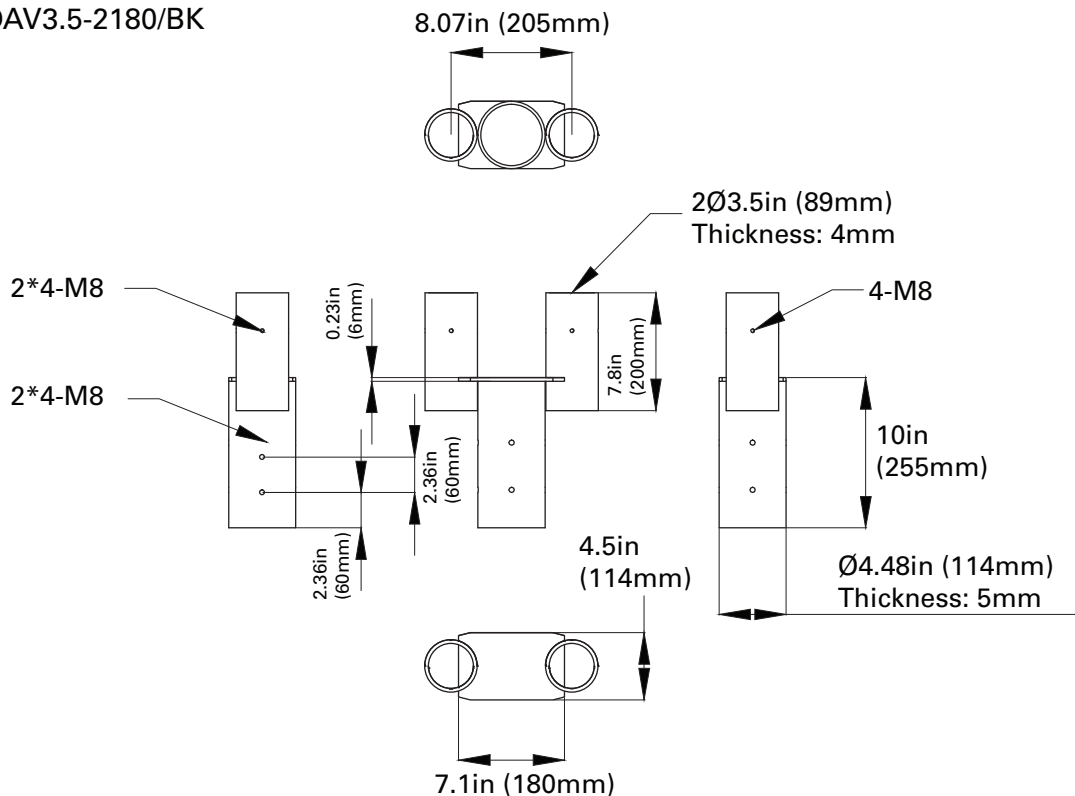 AV3.5-2180/BK
8.07in (205mm)
2Ø3.5in (89mm)
Thickness: 4mm
2*4-M8
0.23in
(6mm)
7.8in
(200mm)
4-M8
2*4-M8
2.36in
(60mm)
10in
(255mm)
2.36in
(60mm)
4.5in
(114mm)
Ø4.48in (114mm)
Thickness: 5mm
7.1in (180mm)